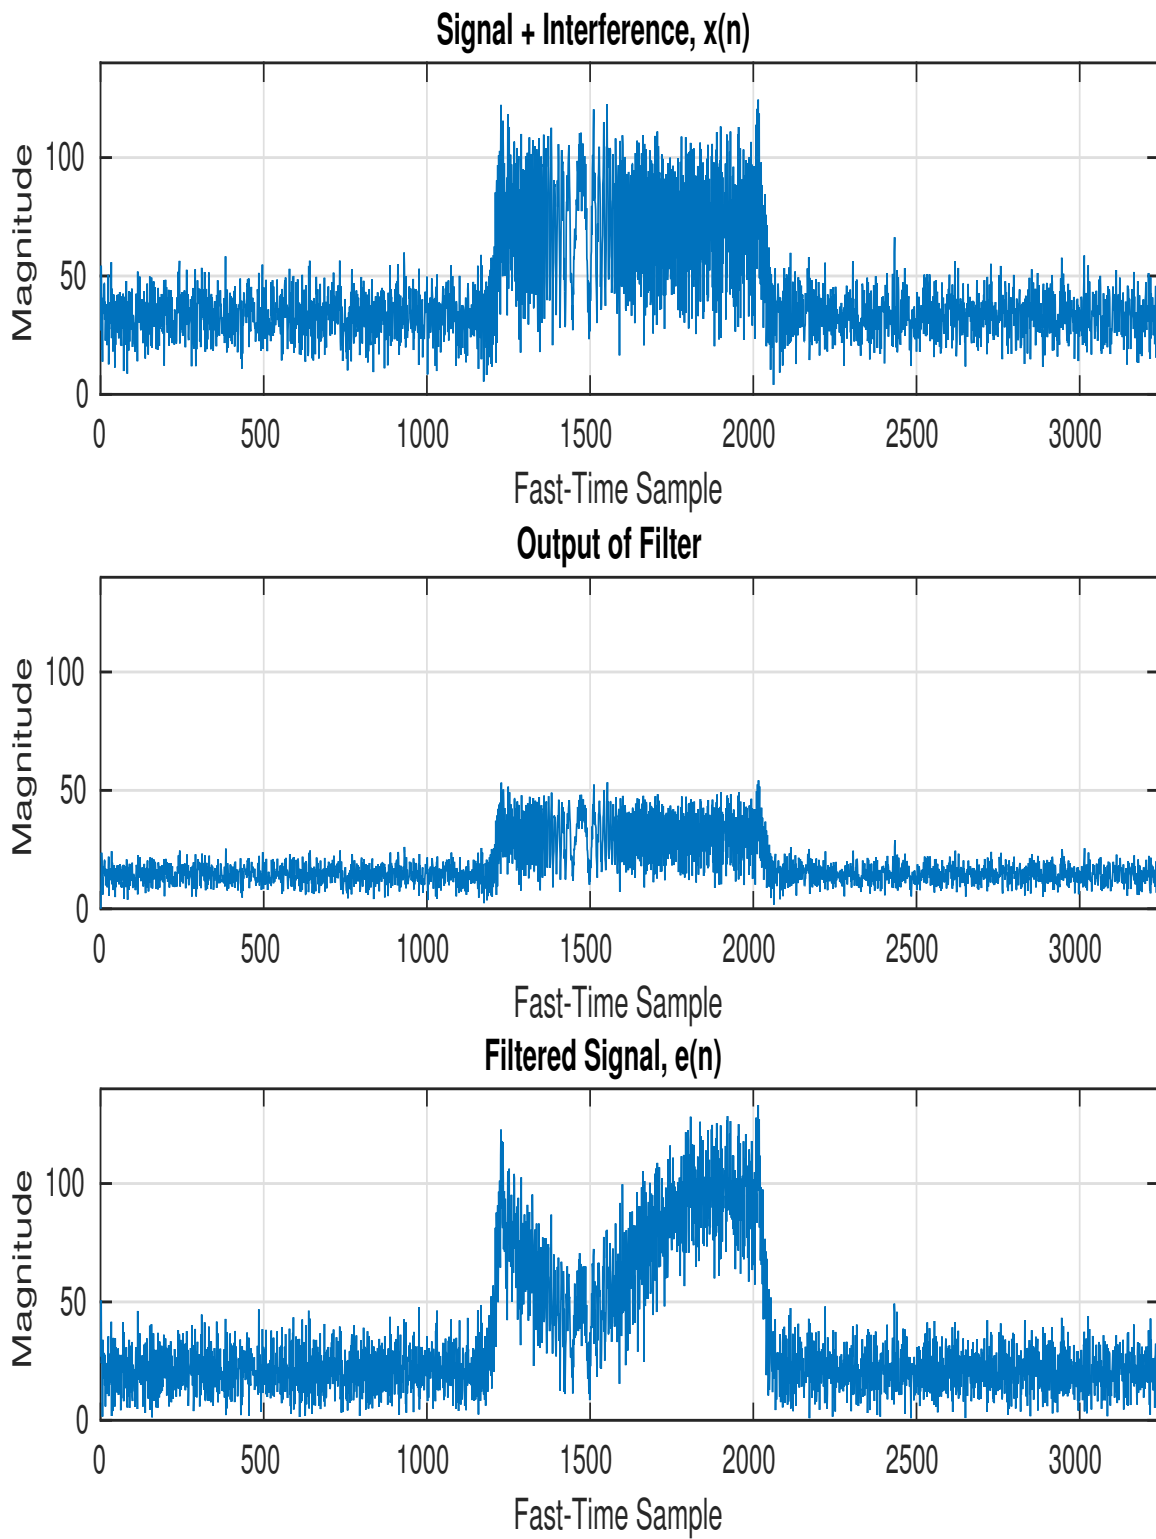 Signal + Interference, x(n)
Magnitude
100
50
0
0 500 1000 1500 2000 2500 3000
Fast-Time Sample
Output of Filter
Magnitude
100
50
0
0 500 1000 1500 2000 2500 3000
Fast-Time Sample
Filtered Signal, e(n)
Magnitude
100
50
0
0 500 1000 1500 2000 2500 3000
Fast-Time Sample